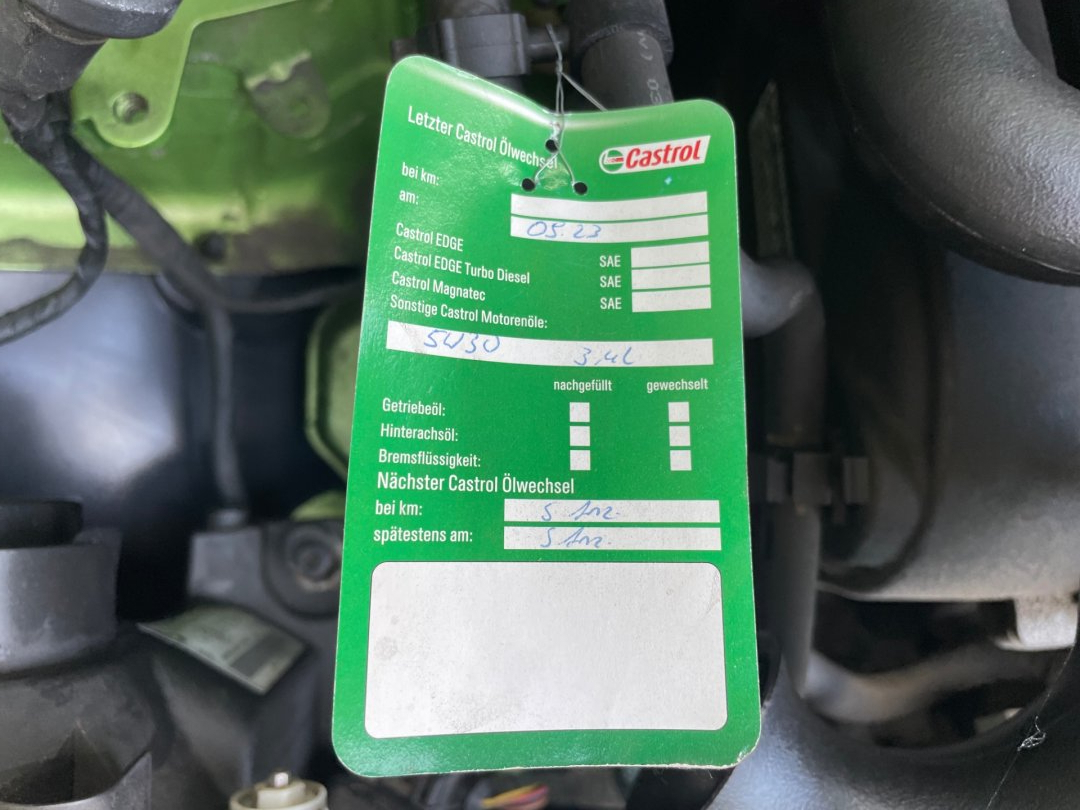 Letzter Castrol Ölwechsel
Castrol
bei km:
am: 05.23
Castrol EDGE SAE
Castrol EDGE Turbo Diesel SAE
Castrol Magnatec SAE
Sonstige Castrol Motorenöle:
5W30
nachgefüllt gewechselt
Getriebeöl:
Hinterachsöl:
Bremsflüssigkeit:
Nächster Castrol Ölwechsel
bei km: s. Anz.
spätestens am: s. Anz.